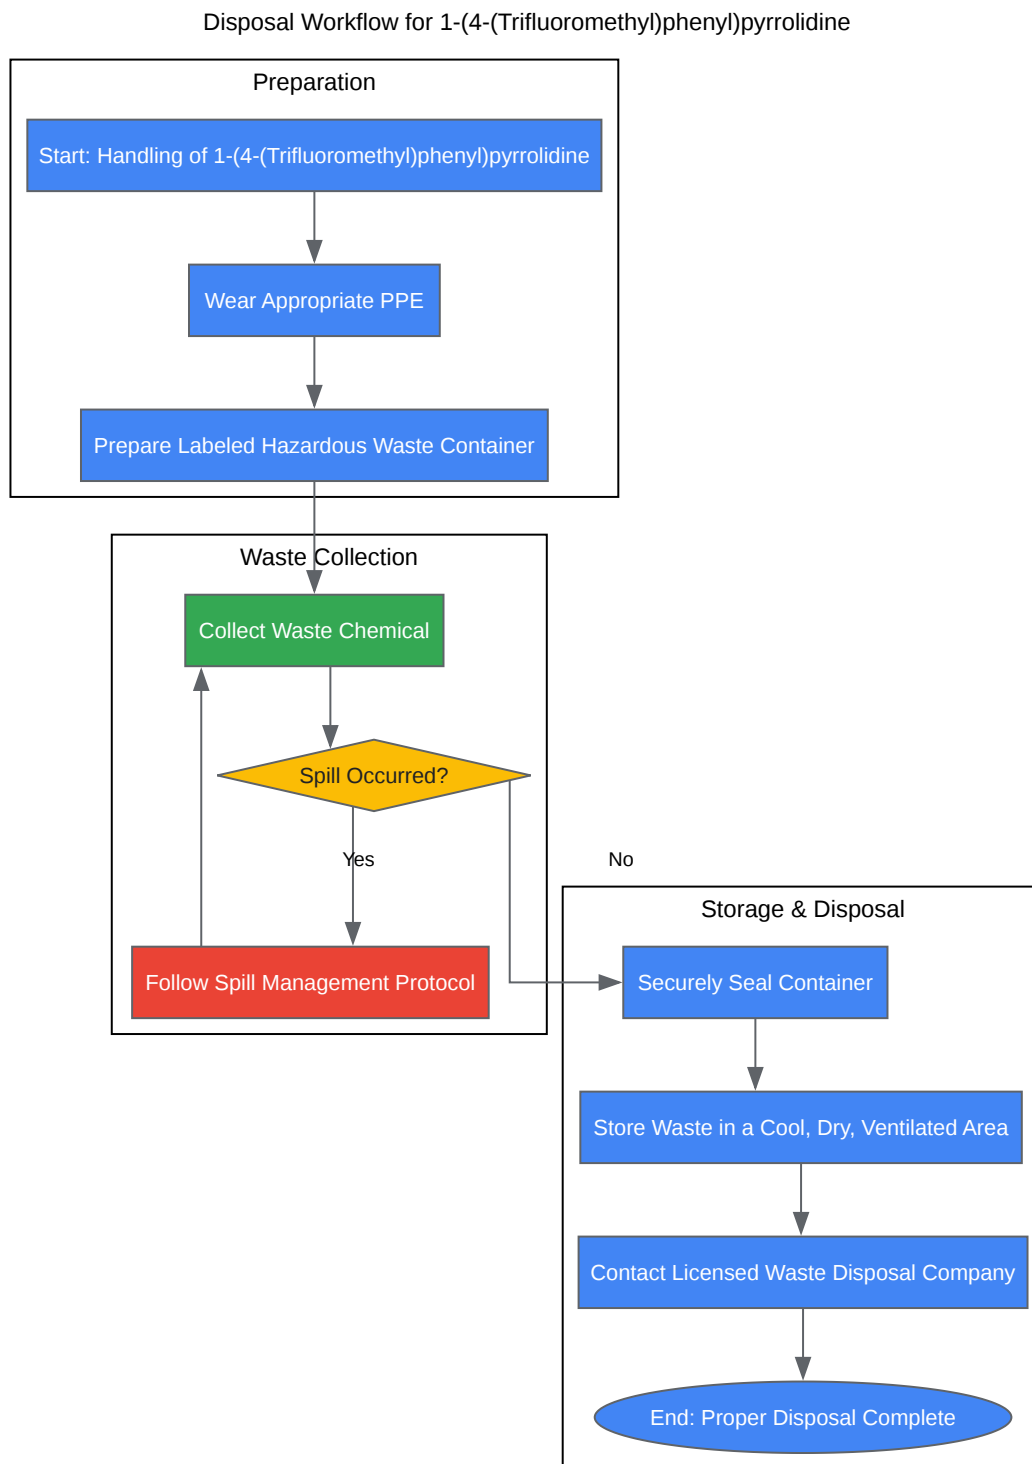 Disposal Workflow for 1-(4-(Trifluoromethyl)phenyl)pyrrolidine
Preparation
Start: Handling of 1-(4-(Trifluoromethyl)phenyl)pyrrolidine
Wear Appropriate PPE
Prepare Labeled Hazardous Waste Container
Waste Collection
Collect Waste Chemical
Spill Occurred?
Yes
No
Follow Spill Management Protocol
Storage & Disposal
Securely Seal Container
Store Waste in a Cool, Dry, Ventilated Area
Contact Licensed Waste Disposal Company
End: Proper Disposal Complete